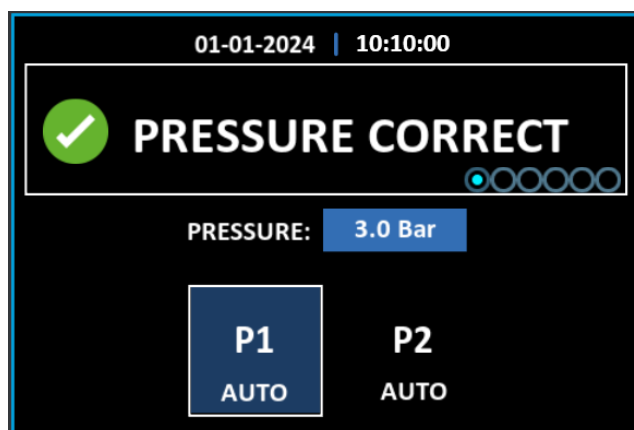 01-01-2024 | 10:10:00
PRESSURE CORRECT
PRESSURE: 3.0 Bar
P1 P2
AUTO AUTO